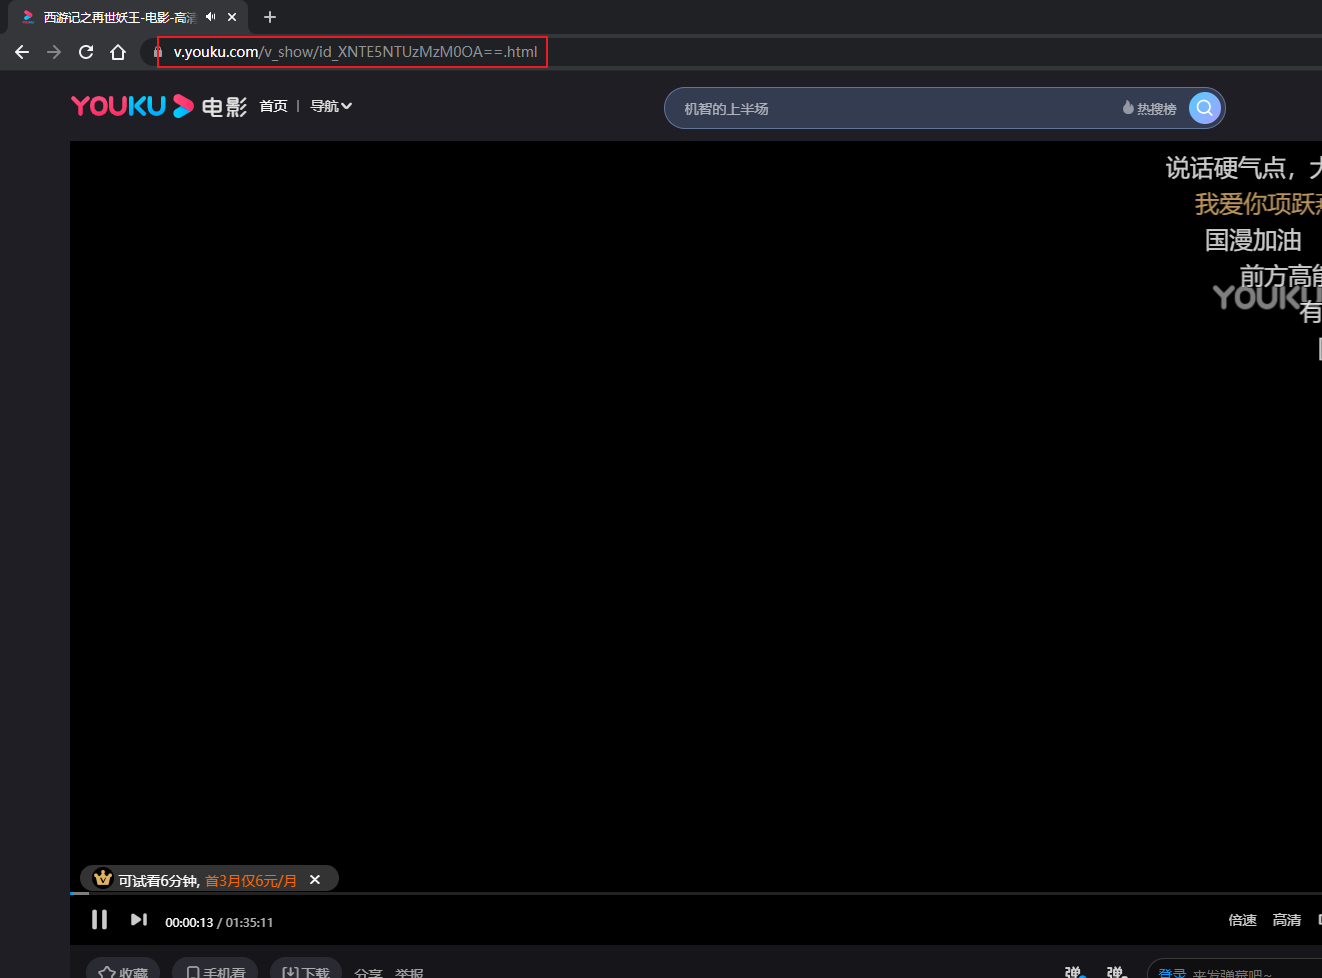 西游记之再世妖王-电影-高清
v.youku.com/v_show/id_XNTE5NTUzMzM0OA==.html
YOUKU 电影 首页 | 导航 机智的上半场 热搜榜
说话硬气点，大
我爱你项跃
国漫加油
前方高能
YOUKU
有
可试看6分钟, 首3月仅6元/月
00:00:13 / 01:35:11 倍速 高清
收藏 手机看 下载 分享 举报 弹 弹 登录 来发弹幕吧~